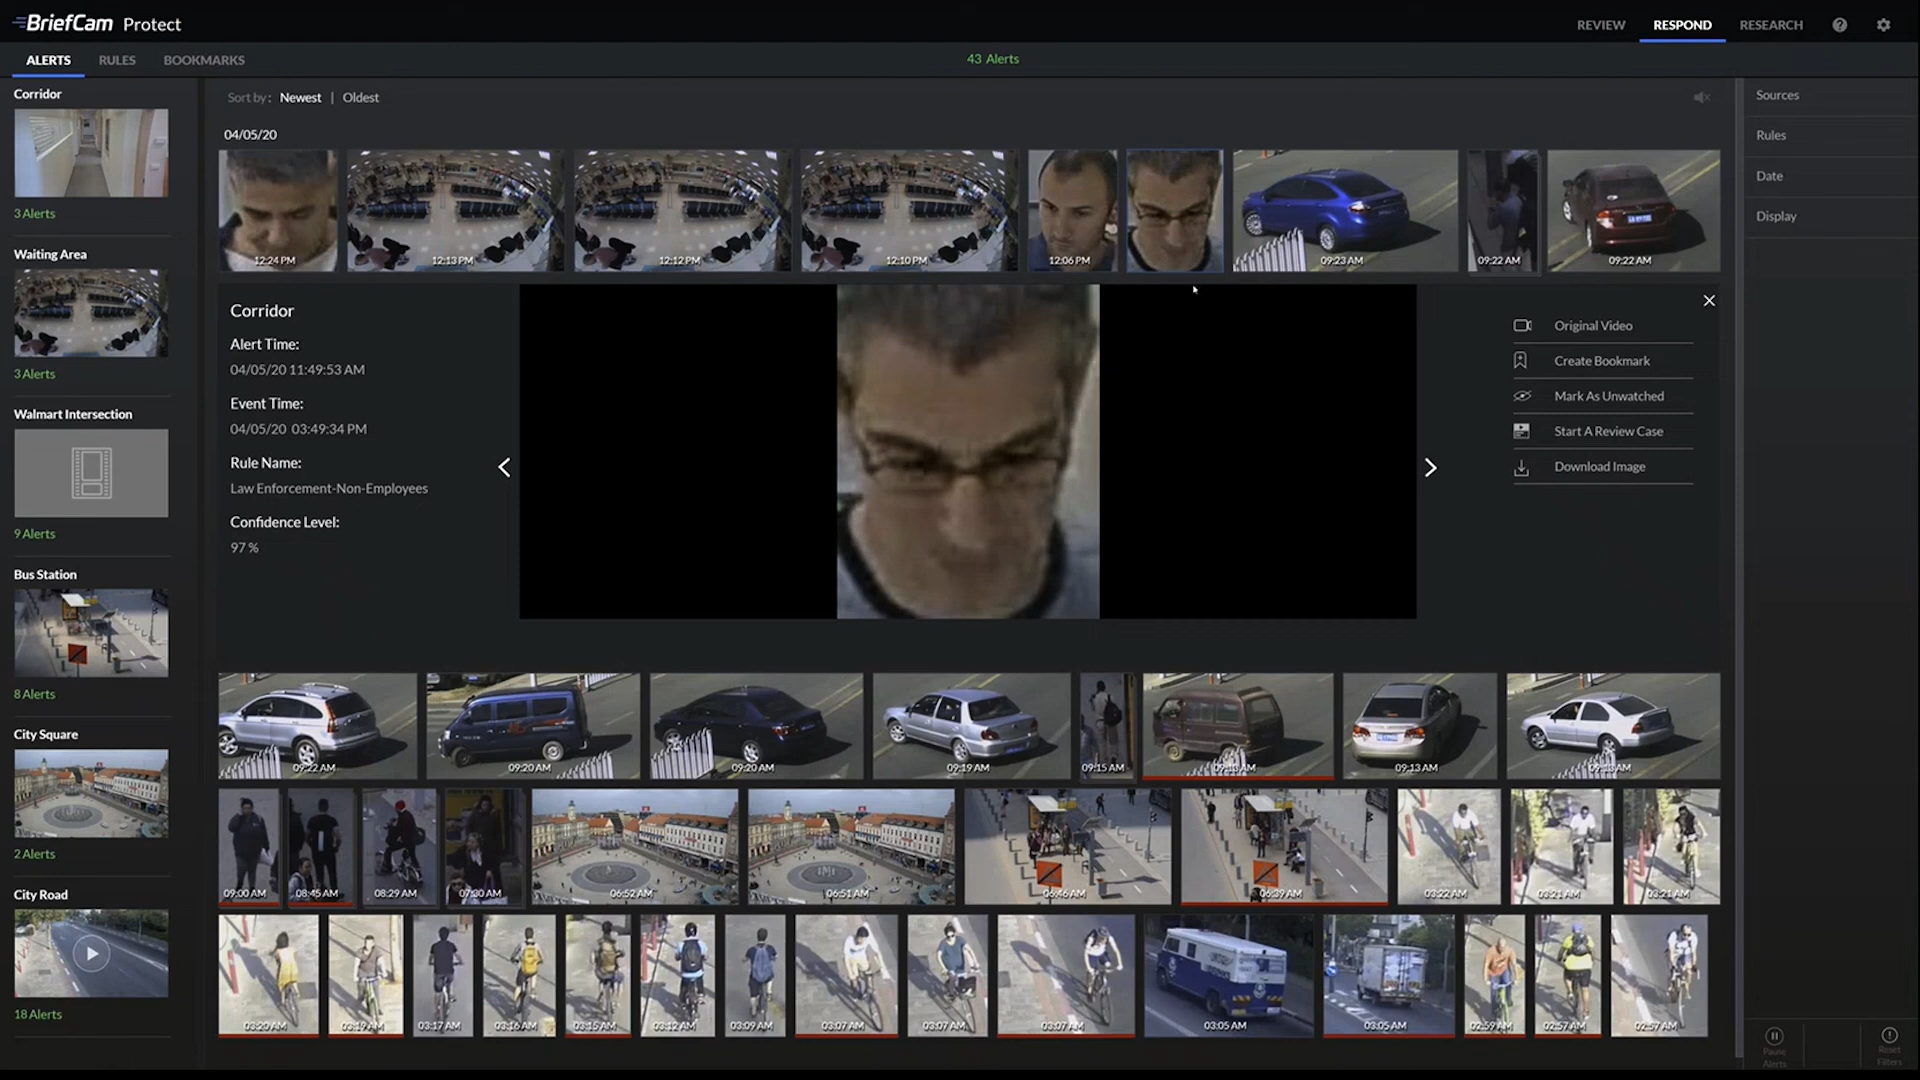 BriefCam Protect
REVIEW RESPOND RESEARCH
ALERTS RULES BOOKMARKS
43 Alerts
Corridor
3 Alerts
Waiting Area
3 Alerts
Walmart Intersection
9 Alerts
Bus Station
8 Alerts
City Square
2 Alerts
City Road
18 Alerts
Sort by: Newest | Oldest
04/05/20
12:24 PM 12:13 PM 12:12 PM 12:10 PM 12:06 PM 09:23 AM 09:22 AM 09:22 AM
Corridor
Alert Time:
04/05/20 11:49:53 AM
Event Time:
04/05/20 03:49:34 PM
Rule Name:
Law Enforcement-Non-Employees
Confidence Level:
97 %
Original Video
Create Bookmark
Mark As Unwatched
Start A Review Case
Download Image
09:22 AM 09:20 AM 09:20 AM 09:19 AM 09:15 AM 09:13 AM 09:13 AM 09:13 AM
09:00 AM 08:45 AM 08:29 AM 07:30 AM 06:52 AM 06:51 AM 06:46 AM 06:39 AM 03:22 AM 03:21 AM 03:21 AM
03:20 AM 03:19 AM 03:17 AM 03:16 AM 03:15 AM 03:12 AM 03:09 AM 03:07 AM 03:07 AM 03:07 AM 03:05 AM 03:05 AM 02:59 AM 02:57 AM 02:57 AM
Sources
Rules
Date
Display
Pause
Alerts
Reset
Filters